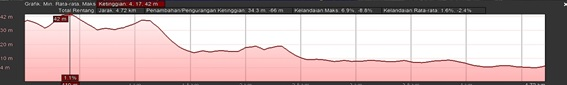 Grafik: Min, Rata-rata, Maks Ketinggian: 4, 17, 42 m
Total Rentang: Jarak: 4.72 km Penambahan/Pengurangan Ketinggian: 34.3 m, -66 m Kelandaian Maks: 6.9%, -8.8% Kelandaian Rata-rata: 1.6%, -2.4%
42 m
42 m
30 m
20 m
10 m
4 m
1.1%